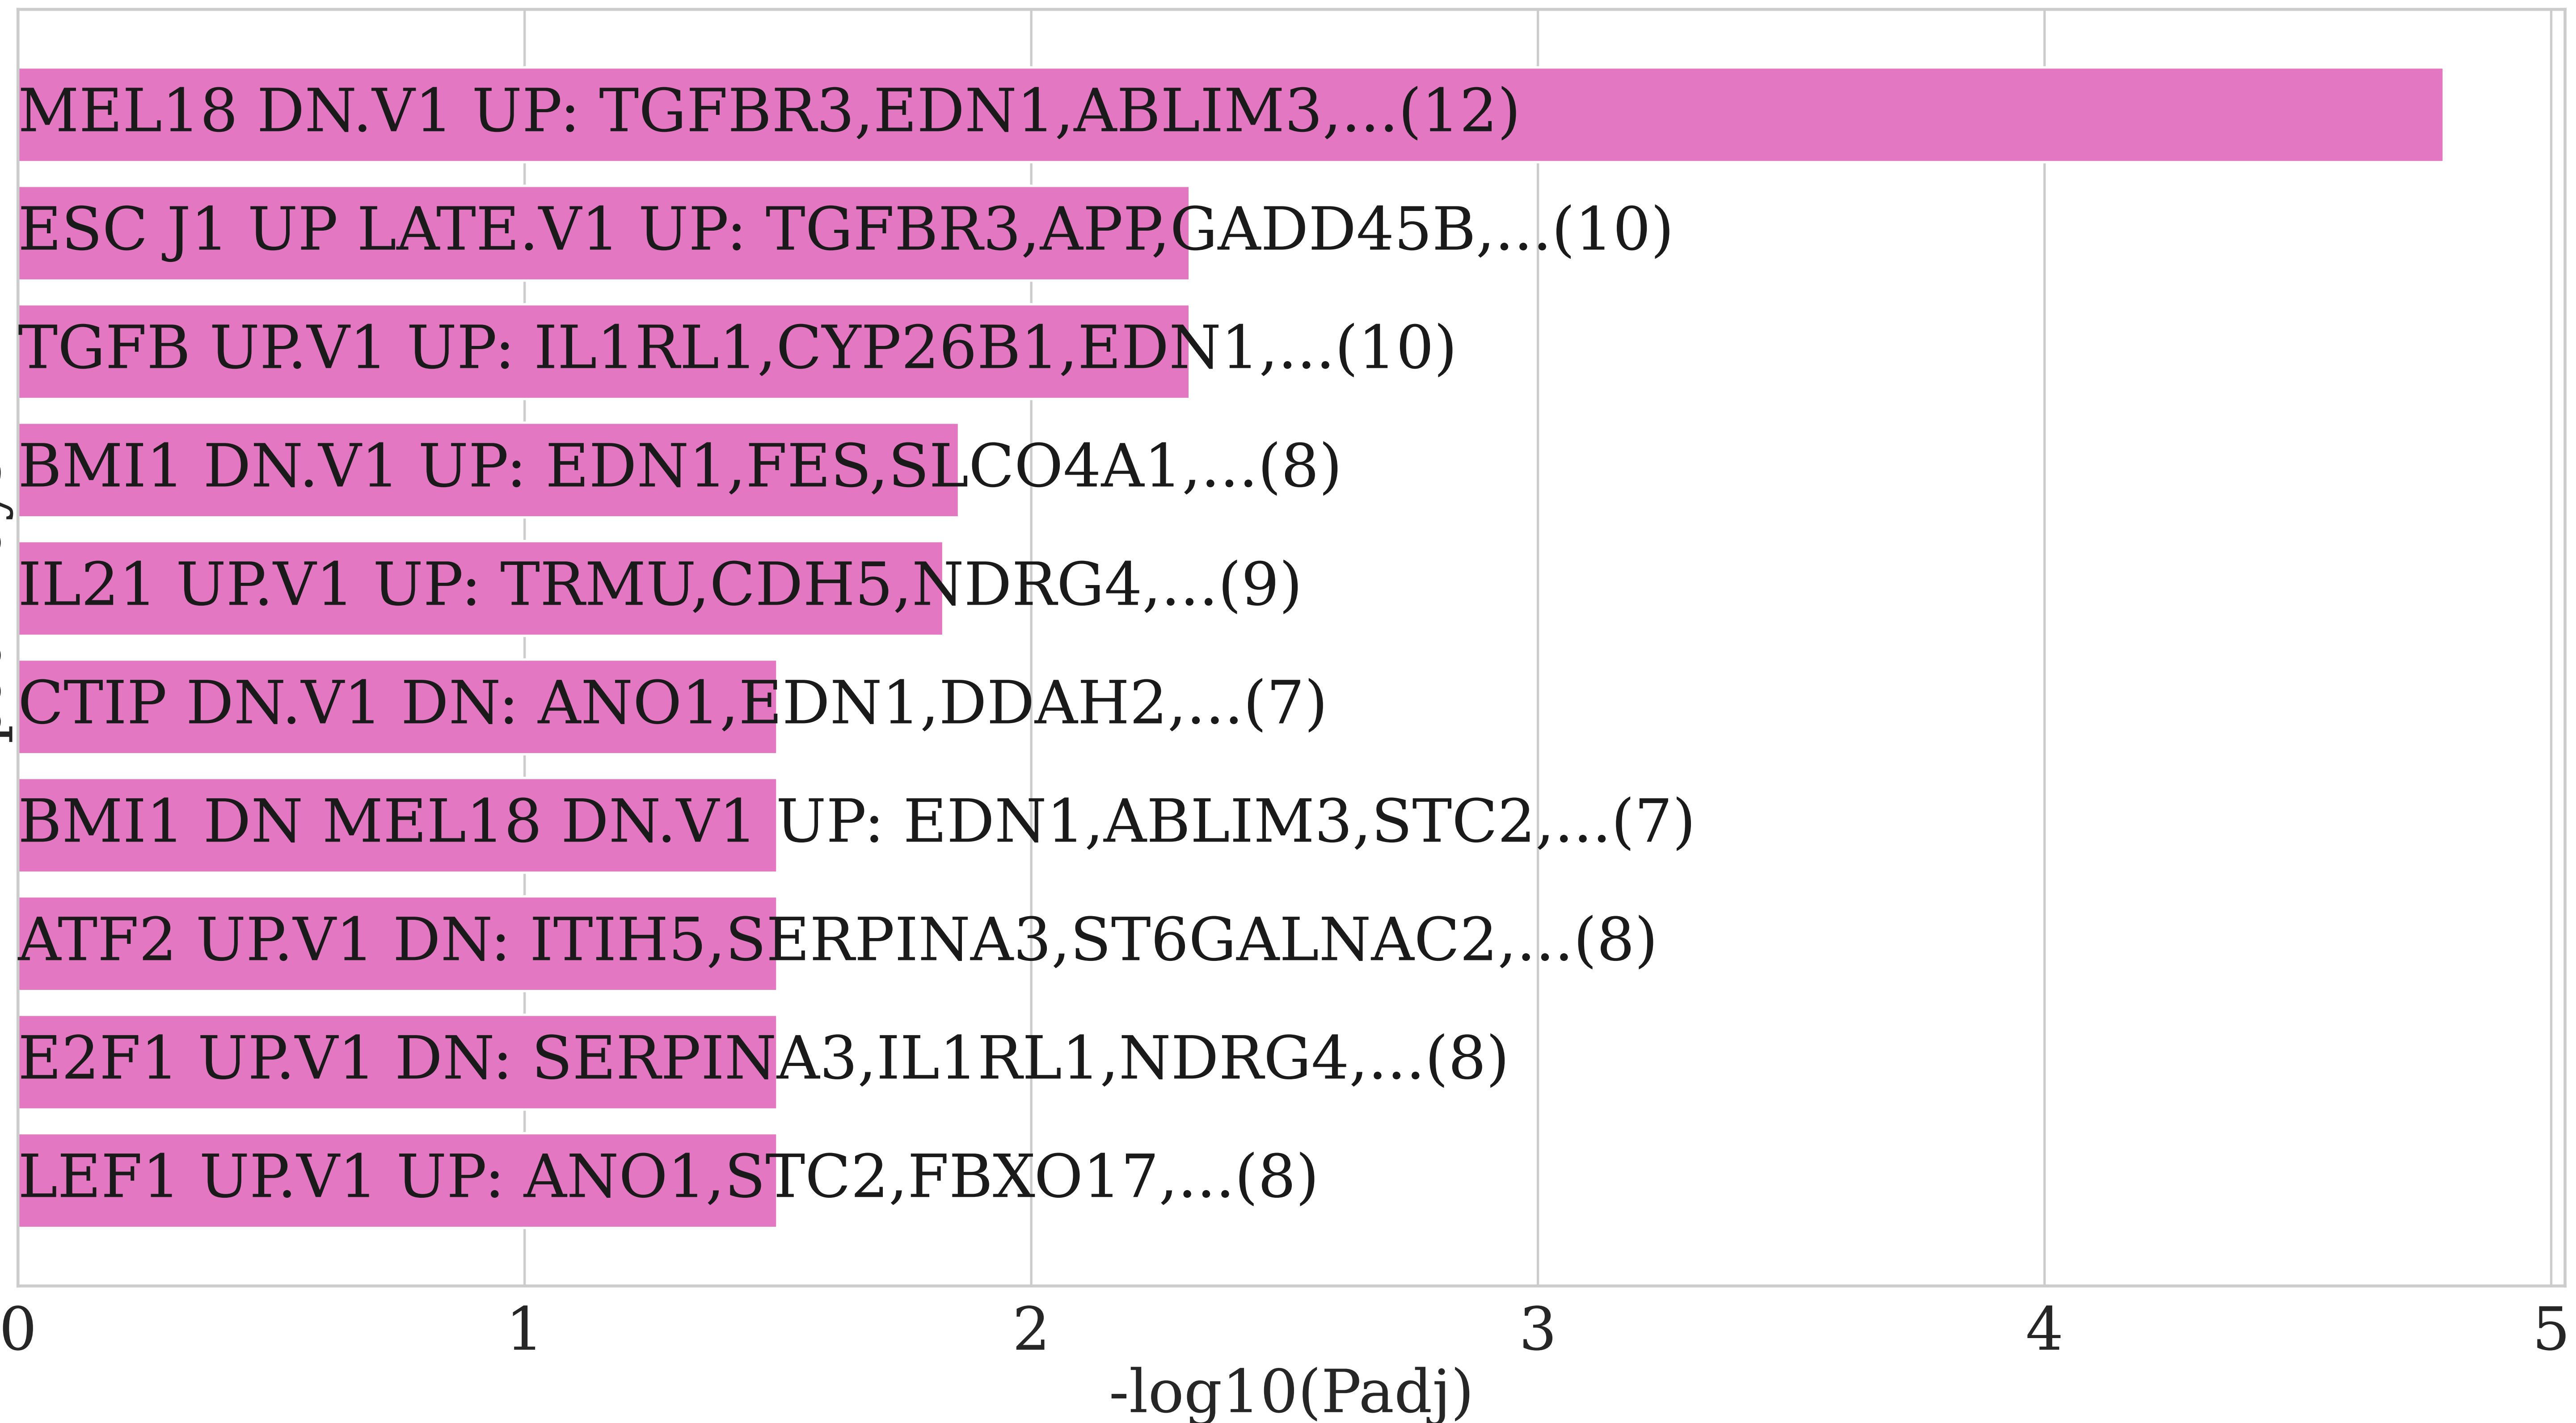 MEL18 DN.V1 UP: TGFBR3,EDN1,ABLIM3,...(12)
ESC J1 UP LATE.V1 UP: TGFBR3,APP,GADD45B,...(10)
TGFB UP.V1 UP: IL1RL1,CYP26B1,EDN1,...(10)
BMI1 DN.V1 UP: EDN1,FES,SLCO4A1,...(8)
IL21 UP.V1 UP: TRMU,CDH5,NDRG4,...(9)
CTIP DN.V1 DN: ANO1,EDN1,DDAH2,...(7)
BMI1 DN MEL18 DN.V1 UP: EDN1,ABLIM3,STC2,...(7)
ATF2 UP.V1 DN: ITIH5,SERPINA3,ST6GALNAC2,...(8)
E2F1 UP.V1 DN: SERPINA3,IL1RL1,NDRG4,...(8)
LEF1 UP.V1 UP: ANO1,STC2,FBXO17,...(8)
0 1 2 3 4 5
-log10(Padj)